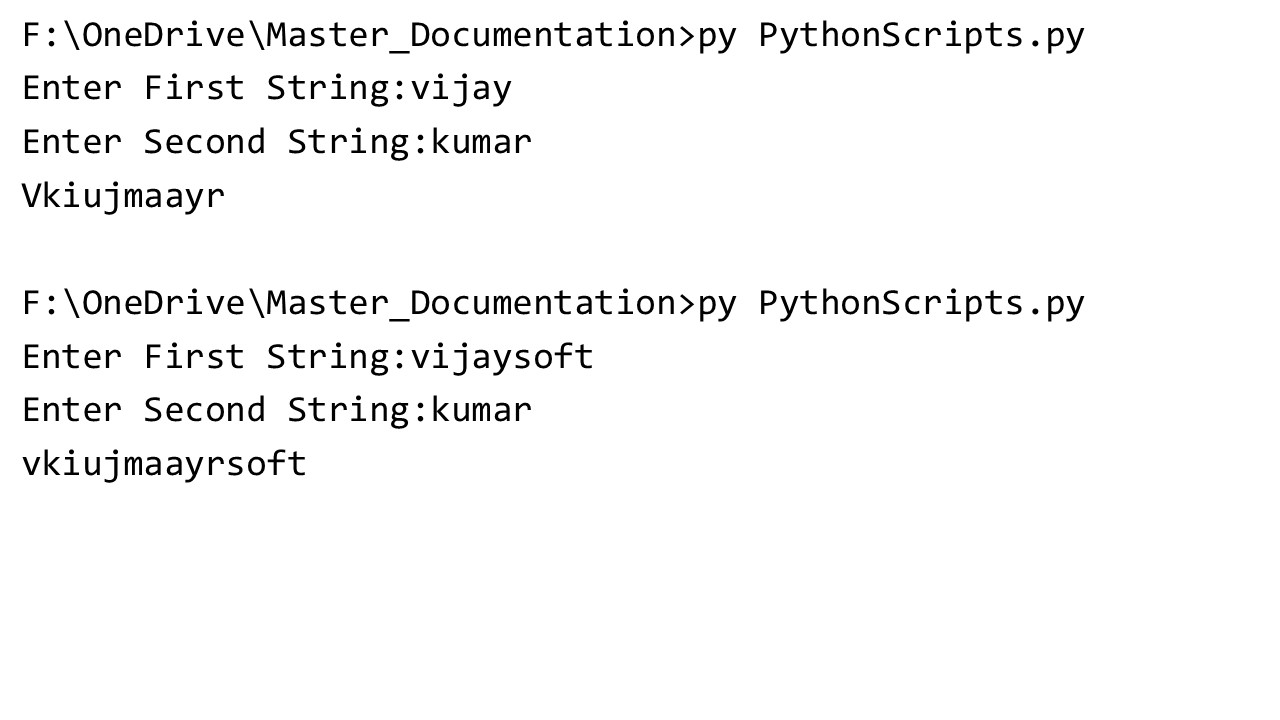 F:\OneDrive\Master_Documentation>py PythonScripts.py
Enter First String:vijay
Enter Second String:kumar
Vkiujmaayr
F:\OneDrive\Master_Documentation>py PythonScripts.py
Enter First String:vijaysoft
Enter Second String:kumar
vkiujmaayrsoft